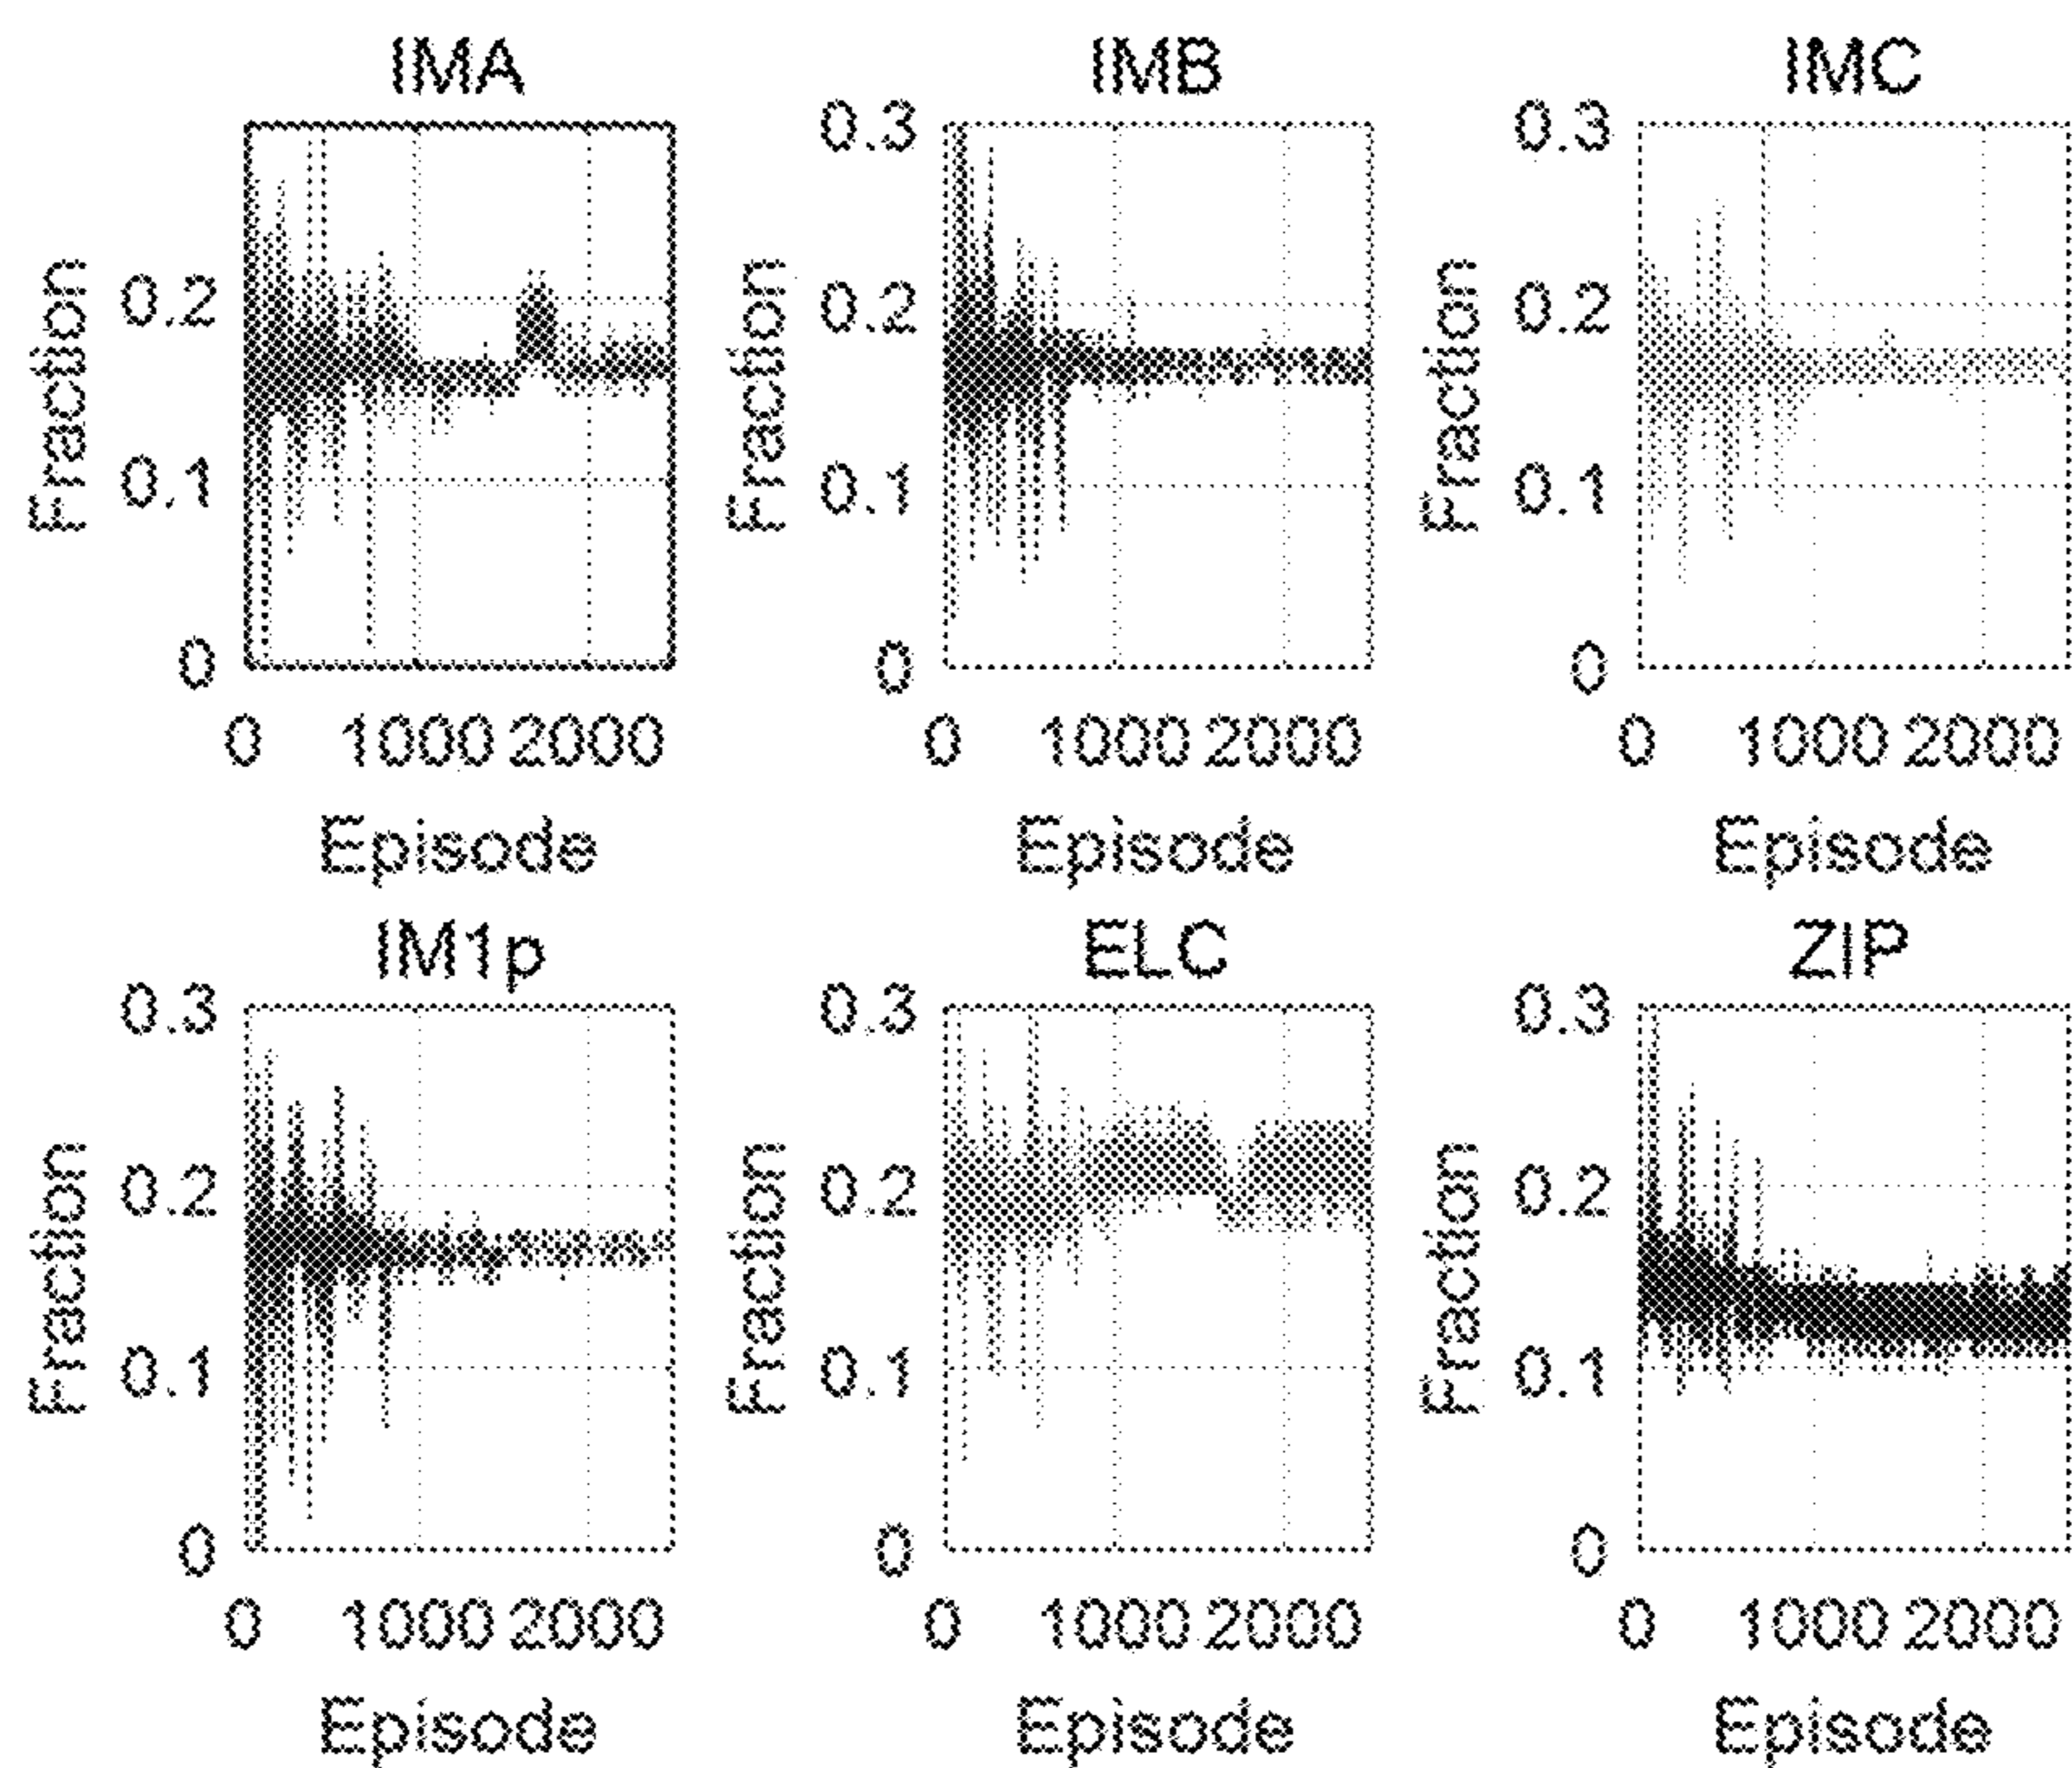 IMA IMB IMC
0.3 0.3
Fraction 0.2 Fraction 0.2 Fraction 0.2
0.1 0.1 0.1
0 0 0
0 1000 2000 0 1000 2000 0 1000 2000
Episode Episode Episode
IM1p ELC ZIP
0.3 0.3 0.3
Fraction 0.2 Fraction 0.2 Fraction 0.2
0.1 0.1 0.1
0 0 0
0 1000 2000 0 1000 2000 0 1000 2000
Episode Episode Episode